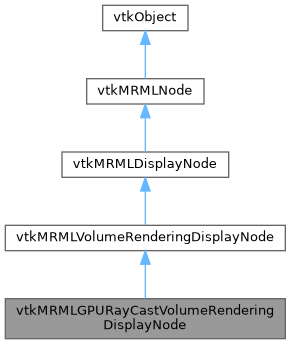 vtkObject
vtkMRMLNode
vtkMRMLDisplayNode
vtkMRMLVolumeRenderingDisplayNode
vtkMRMLGPURayCastVolumeRendering
DisplayNode